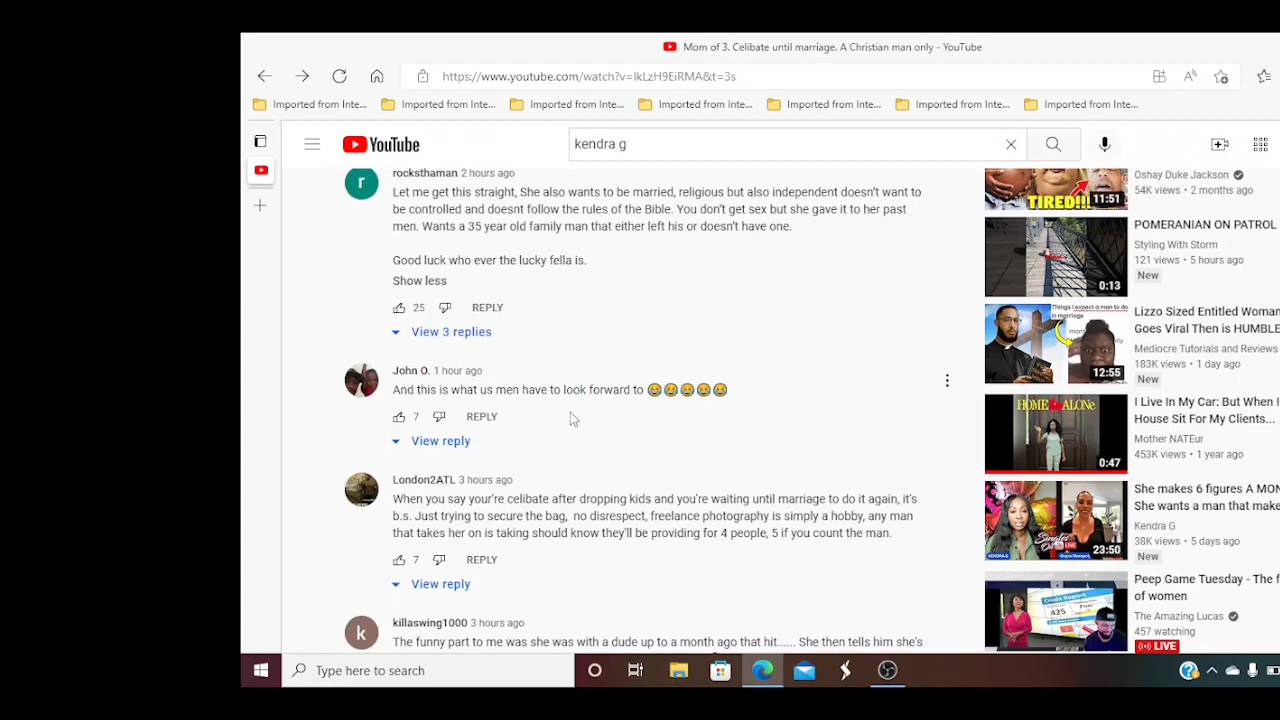 Mom of 3. Celibate until marriage. A Christian man only - YouTube
https://www.youtube.com/watch?v=IkLzH9EiRMA&t=3s
Imported from Inte... Imported from Inte... Imported from Inte... Imported from Inte... Imported from Inte... Imported from Inte... Imported from Inte...
YouTube
kendra g
rocksthaman 2 hours ago
r
Let me get this straight, She also wants to be married, religious but also independent doesn't want to
be controlled and doesnt follow the rules of the Bible. You don't get sex but she gave it to her past
men. Wants a 35 year old family man that either left his or doesn't have one.
Good luck who ever the lucky fella is.
Show less
25 REPLY
View 3 replies
John O. 1 hour ago
And this is what us men have to look forward to 😂😂😂😂😂
7 REPLY
View reply
London2ATL 3 hours ago
When you say your're celibate after dropping kids and you're waiting until marriage to do it again, it's
b.s. Just trying to secure the bag, no disrespect, freelance photography is simply a hobby, any man
that takes her on is taking should know they'll be providing for 4 people, 5 if you count the man.
7 REPLY
View reply
killaswing1000 3 hours ago
k
The funny part to me was she was with a dude up to a month ago that hit...... She then tells him she's
Oshay Duke Jackson
54K views • 2 months ago
TIRED!!!
11:51
POMERANIAN ON PATROL
Styling With Storm
121 views • 5 hours ago
New
0:13
Things I expect a man to do
in marriage
Lizzo Sized Entitled Woman
Goes Viral Then is HUMBLE
Mediocre Tutorials and Reviews
183K views • 1 day ago
New
12:55
HOME ALONe
I Live In My Car: But When I
House Sit For My Clients...
Mother NATEur
453K views • 1 year ago
0:47
She makes 6 figures A MON
She wants a man that make
Kendra G
38K views • 5 days ago
New
23:50
Peep Game Tuesday - The f
of women
The Amazing Lucas
457 watching
LIVE
Credit Report
425
Type here to search